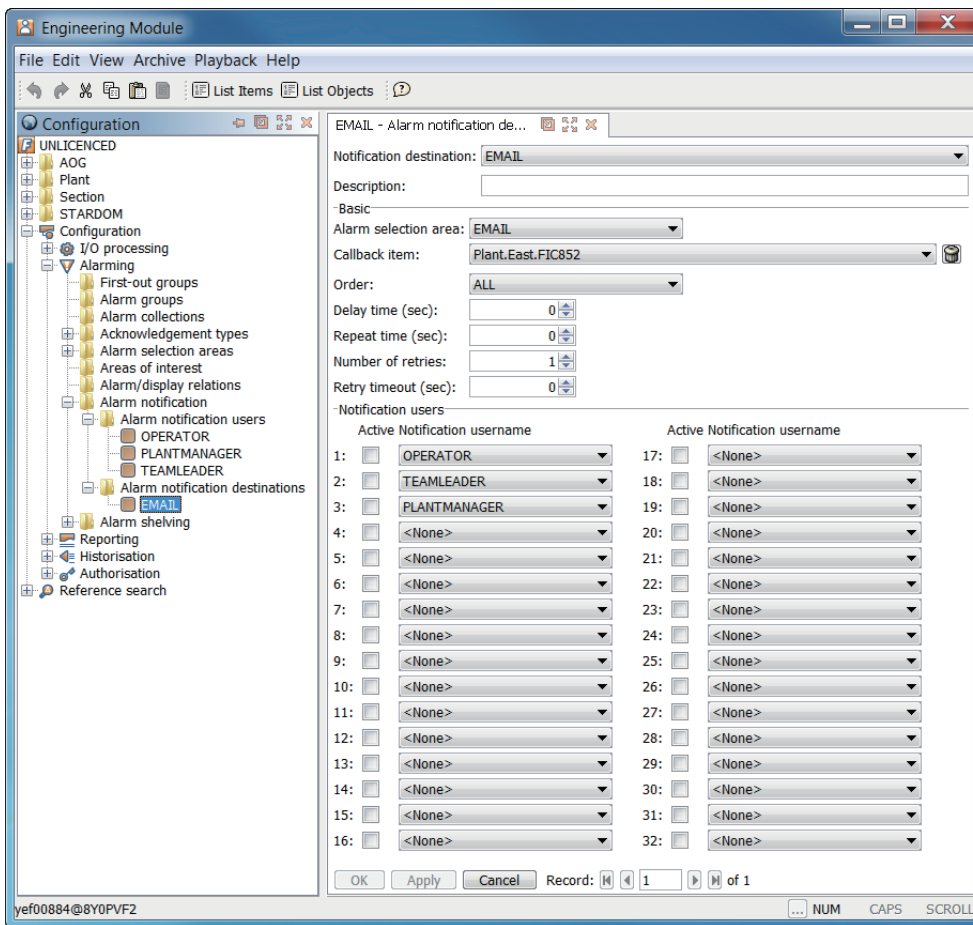 Engineering Module
File Edit View Archive Playback Help
List Items List Objects
Configuration
UNLICENCED
AOG
Plant
Section
STARDOM
Configuration
I/O processing
Alarming
First-out groups
Alarm groups
Alarm collections
Acknowledgement types
Alarm selection areas
Areas of interest
Alarm/display relations
Alarm notification
Alarm notification users
OPERATOR
PLANTMANAGER
TEAMLEADER
Alarm notification destinations
EMAIL
Alarm shelving
Reporting
Historisation
Authorisation
Reference search
EMAIL - Alarm notification de...
Notification destination: EMAIL
Description:
Basic
Alarm selection area: EMAIL
Callback item: Plant.East.FIC852
Order: ALL
Delay time (sec): 0
Repeat time (sec): 0
Number of retries: 1
Retry timeout (sec): 0
Notification users
Active Notification username Active Notification username
1: OPERATOR 17: <None>
2: TEAMLEADER 18: <None>
3: PLANTMANAGER 19: <None>
4: <None> 20: <None>
5: <None> 21: <None>
6: <None> 22: <None>
7: <None> 23: <None>
8: <None> 24: <None>
9: <None> 25: <None>
10: <None> 26: <None>
11: <None> 27: <None>
12: <None> 28: <None>
13: <None> 29: <None>
14: <None> 30: <None>
15: <None> 31: <None>
16: <None> 32: <None>
OK Apply Cancel Record: 1 of 1
yef00884@8Y0PVF2 ... NUM CAPS SCROLL